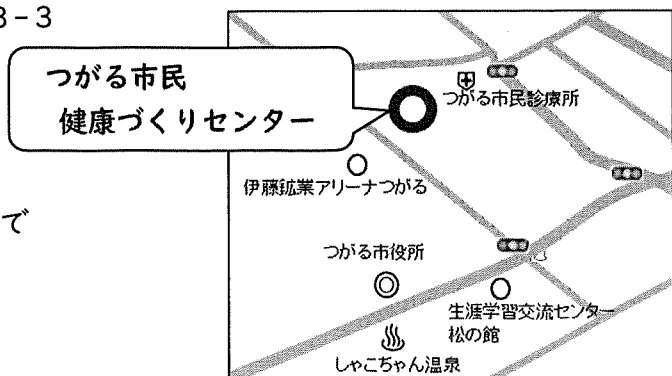 3-3
つがる市民
健康づくりセンター
つがる市民診療所
伊藤鉱業アリーナつがる
で
つがる市役所
生涯学習交流センター
松の館
しゃこちゃん温泉